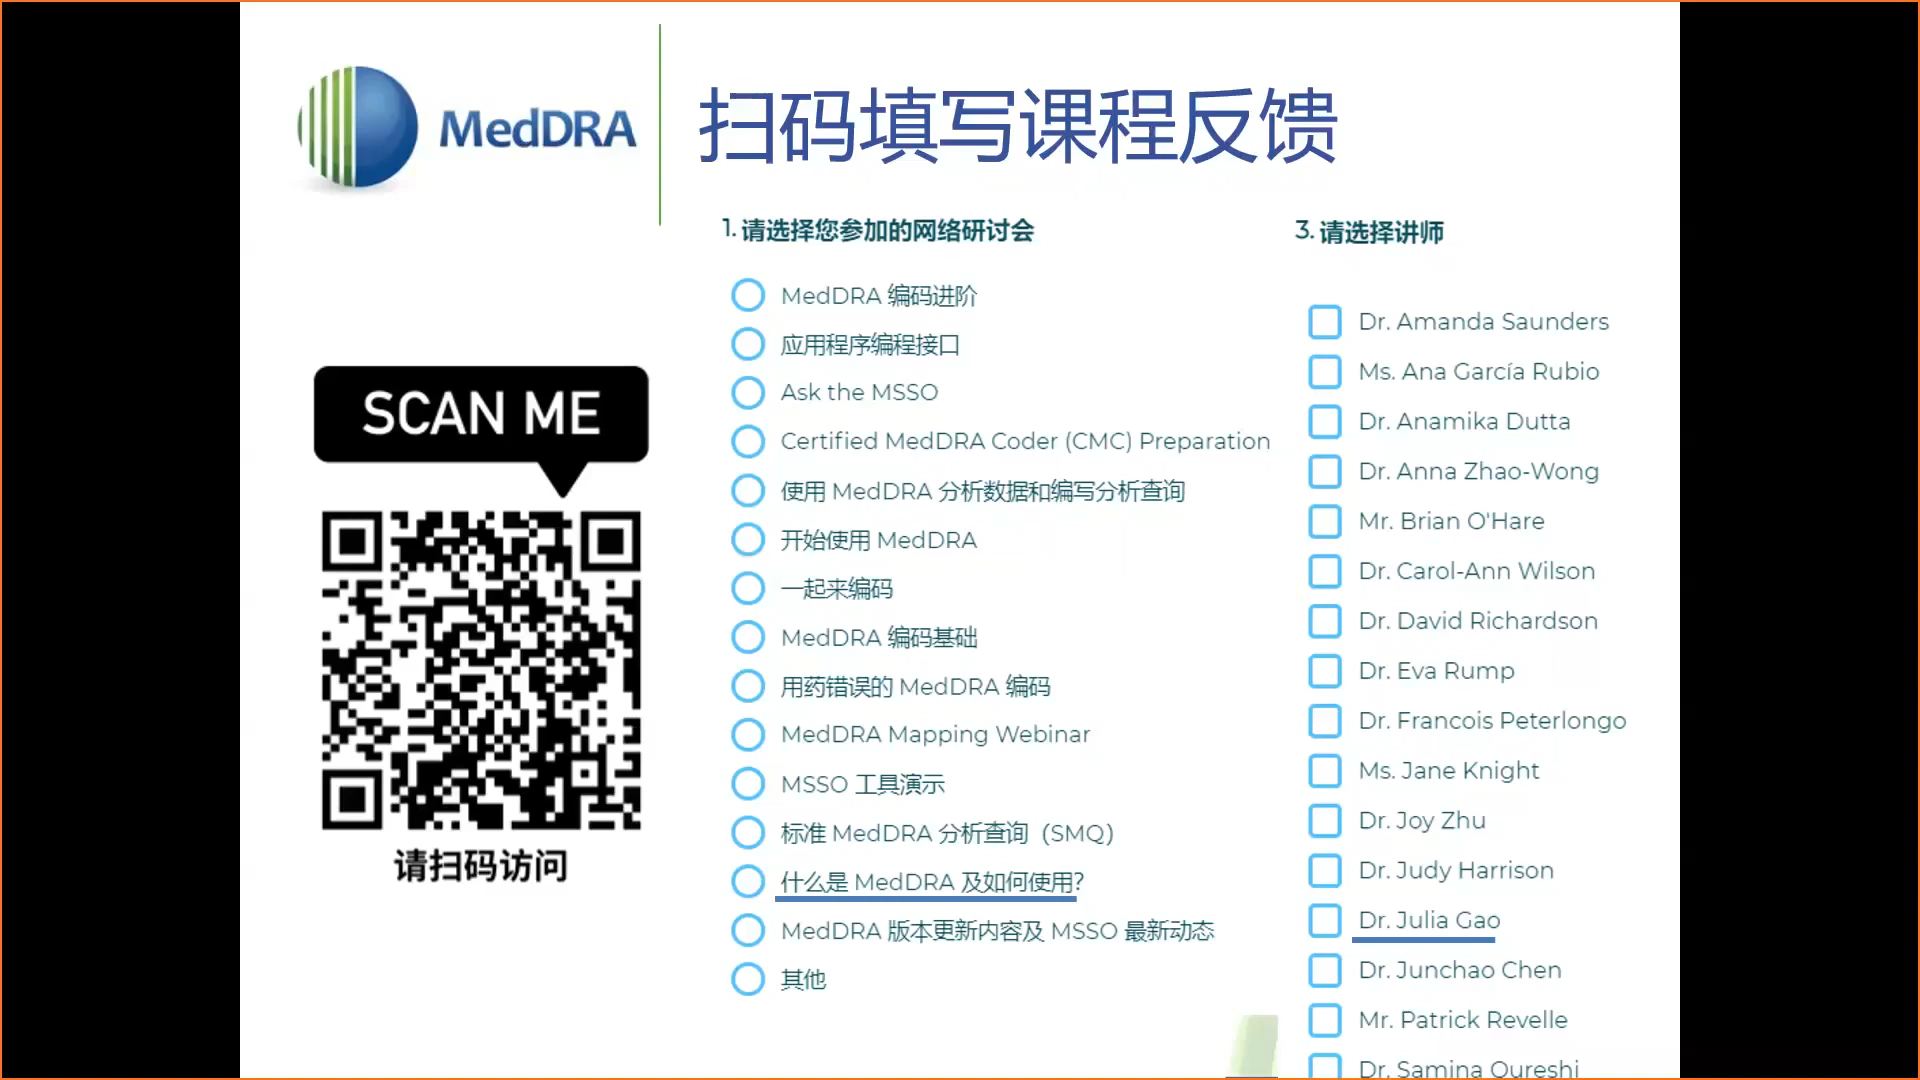 MedDRA
扫码填写课程反馈
SCAN ME
请扫码访问
1. 请选择您参加的网络研讨会
MedDRA 编码进阶
应用程序编程接口
Ask the MSSO
Certified MedDRA Coder (CMC) Preparation
使用 MedDRA 分析数据和编写分析查询
开始使用 MedDRA
一起来编码
MedDRA 编码基础
用药错误的 MedDRA 编码
MedDRA Mapping Webinar
MSSO 工具演示
标准 MedDRA 分析查询（SMQ）
什么是 MedDRA 及如何使用?
MedDRA 版本更新内容及 MSSO 最新动态
其他
3. 请选择讲师
Dr. Amanda Saunders
Ms. Ana García Rubio
Dr. Anamika Dutta
Dr. Anna Zhao-Wong
Mr. Brian O'Hare
Dr. Carol-Ann Wilson
Dr. David Richardson
Dr. Eva Rump
Dr. Francois Peterlongo
Ms. Jane Knight
Dr. Joy Zhu
Dr. Judy Harrison
Dr. Julia Gao
Dr. Junchao Chen
Mr. Patrick Revelle
Dr. Samina Qureshi